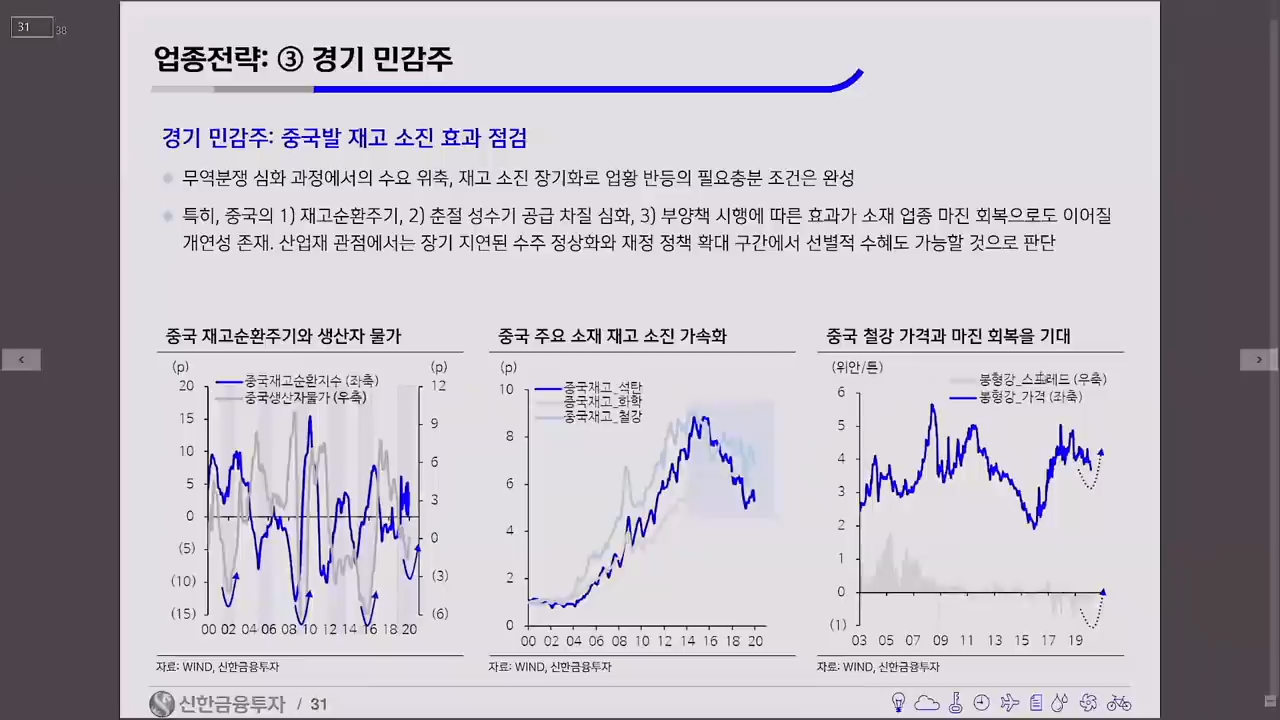 31
38
업종전략: ③ 경기 민감주
경기 민감주: 중국발 재고 소진 효과 점검
무역분쟁 심화 과정에서의 수요 위축, 재고 소진 장기화로 업황 반등의 필요충분 조건은 완성
특히, 중국의 1) 재고순환주기, 2) 춘절 성수기 공급 차질 심화, 3) 부양책 시행에 따른 효과가 소재 업종 마진 회복으로도 이어질
개연성 존재. 산업재 관점에서는 장기 지연된 수주 정상화와 재정 정책 확대 구간에서 선별적 수혜도 가능할 것으로 판단
중국 재고순환주기와 생산자 물가
(p)
(p)
중국재고순환지수 (좌축)
중국생산자물가 (우축)
20
15
10
5
0
(5)
(10)
(15)
12
9
6
3
0
(3)
(6)
00 02 04 06 08 10 12 14 16 18 20
자료: WIND, 신한금융투자
중국 주요 소재 재고 소진 가속화
(p)
중국재고_석탄
중국재고_화학
중국재고_철강
10
8
6
4
2
0
00 02 04 06 08 10 12 14 16 18 20
자료: WIND, 신한금융투자
중국 철강 가격과 마진 회복을 기대
(위안/톤)
봉형강_스프레드 (우축)
봉형강_가격 (좌축)
6
5
4
3
2
1
0
(1)
03 05 07 09 11 13 15 17 19
자료: WIND, 신한금융투자
신한금융투자 / 31